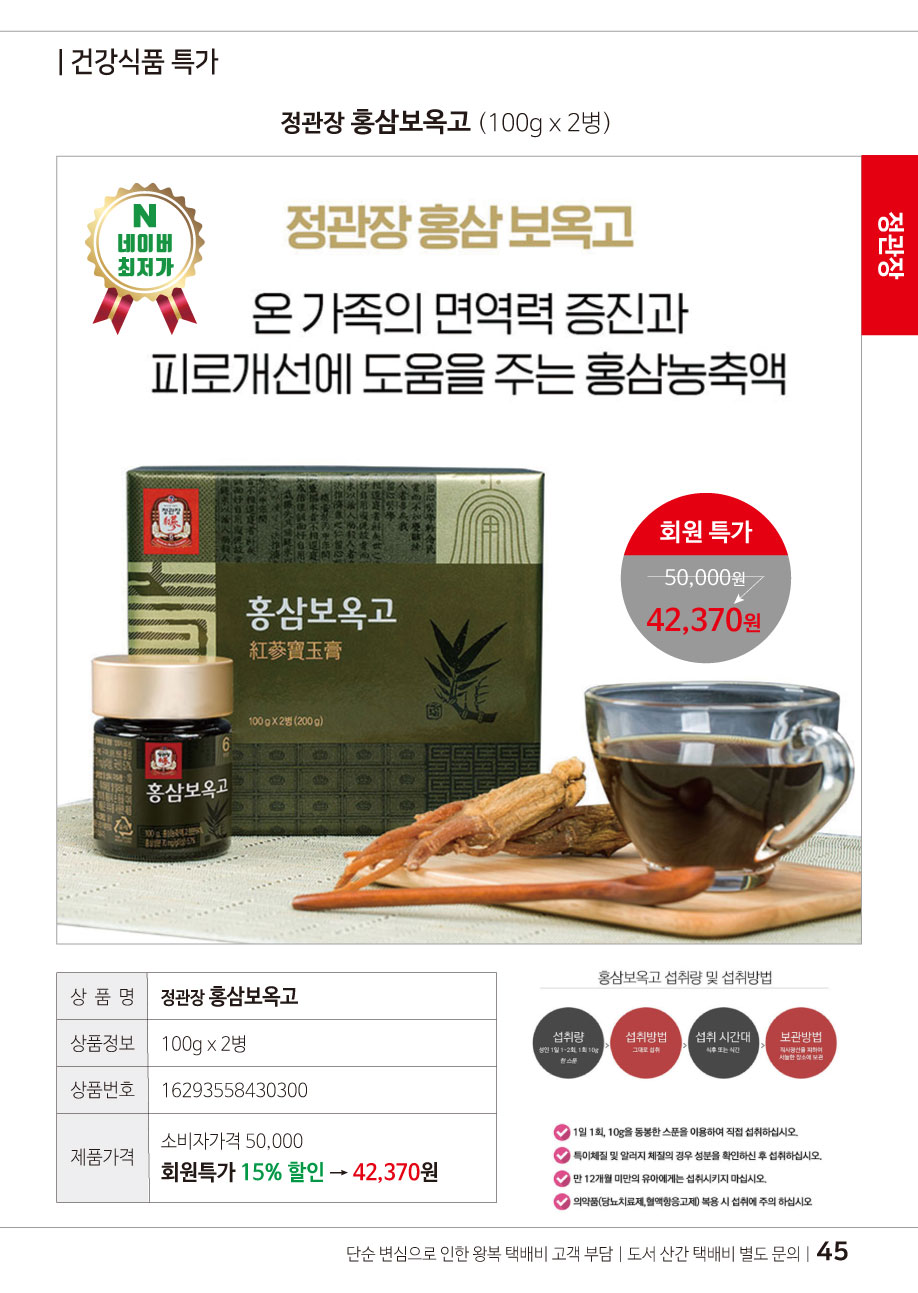 건강식품 특가
정관장 홍삼보옥고 (100g x 2병)
N
네이버
최저가
정관장 홍삼 보옥고
온 가족의 면역력 증진과
피로개선에 도움을 주는 홍삼농축액
정관장
정관장
홍삼보옥고
紅蔘寶玉膏
100 g X 2병 (200 g)
정관장
6
홍삼보옥고
회원 특가
50,000원
42,370원
상 품 명 정관장 홍삼보옥고
상품정보 100g x 2병
상품번호 16293558430300
제품가격 소비자가격 50,000
회원특가 15% 할인 → 42,370원
홍삼보옥고 섭취량 및 섭취방법
섭취량
성인 1일 1~2회, 1회 10g
한 스푼
섭취방법
그대로 섭취
섭취 시간대
식후 또는 식간
보관방법
직사광선을 피하여
서늘한 장소에 보관
1일 1회, 10g을 동봉한 스푼을 이용하여 직접 섭취하십시오.
특이체질 및 알러지 체질의 경우 성분을 확인하신 후 섭취하십시오.
만 12개월 미만의 유아에게는 섭취시키지 마십시오.
의약품(당뇨치료제,혈액항응고제) 복용 시 섭취에 주의 하십시오
단순 변심으로 인한 왕복 택배비 고객 부담 | 도서 산간 택배비 별도 문의 | 45